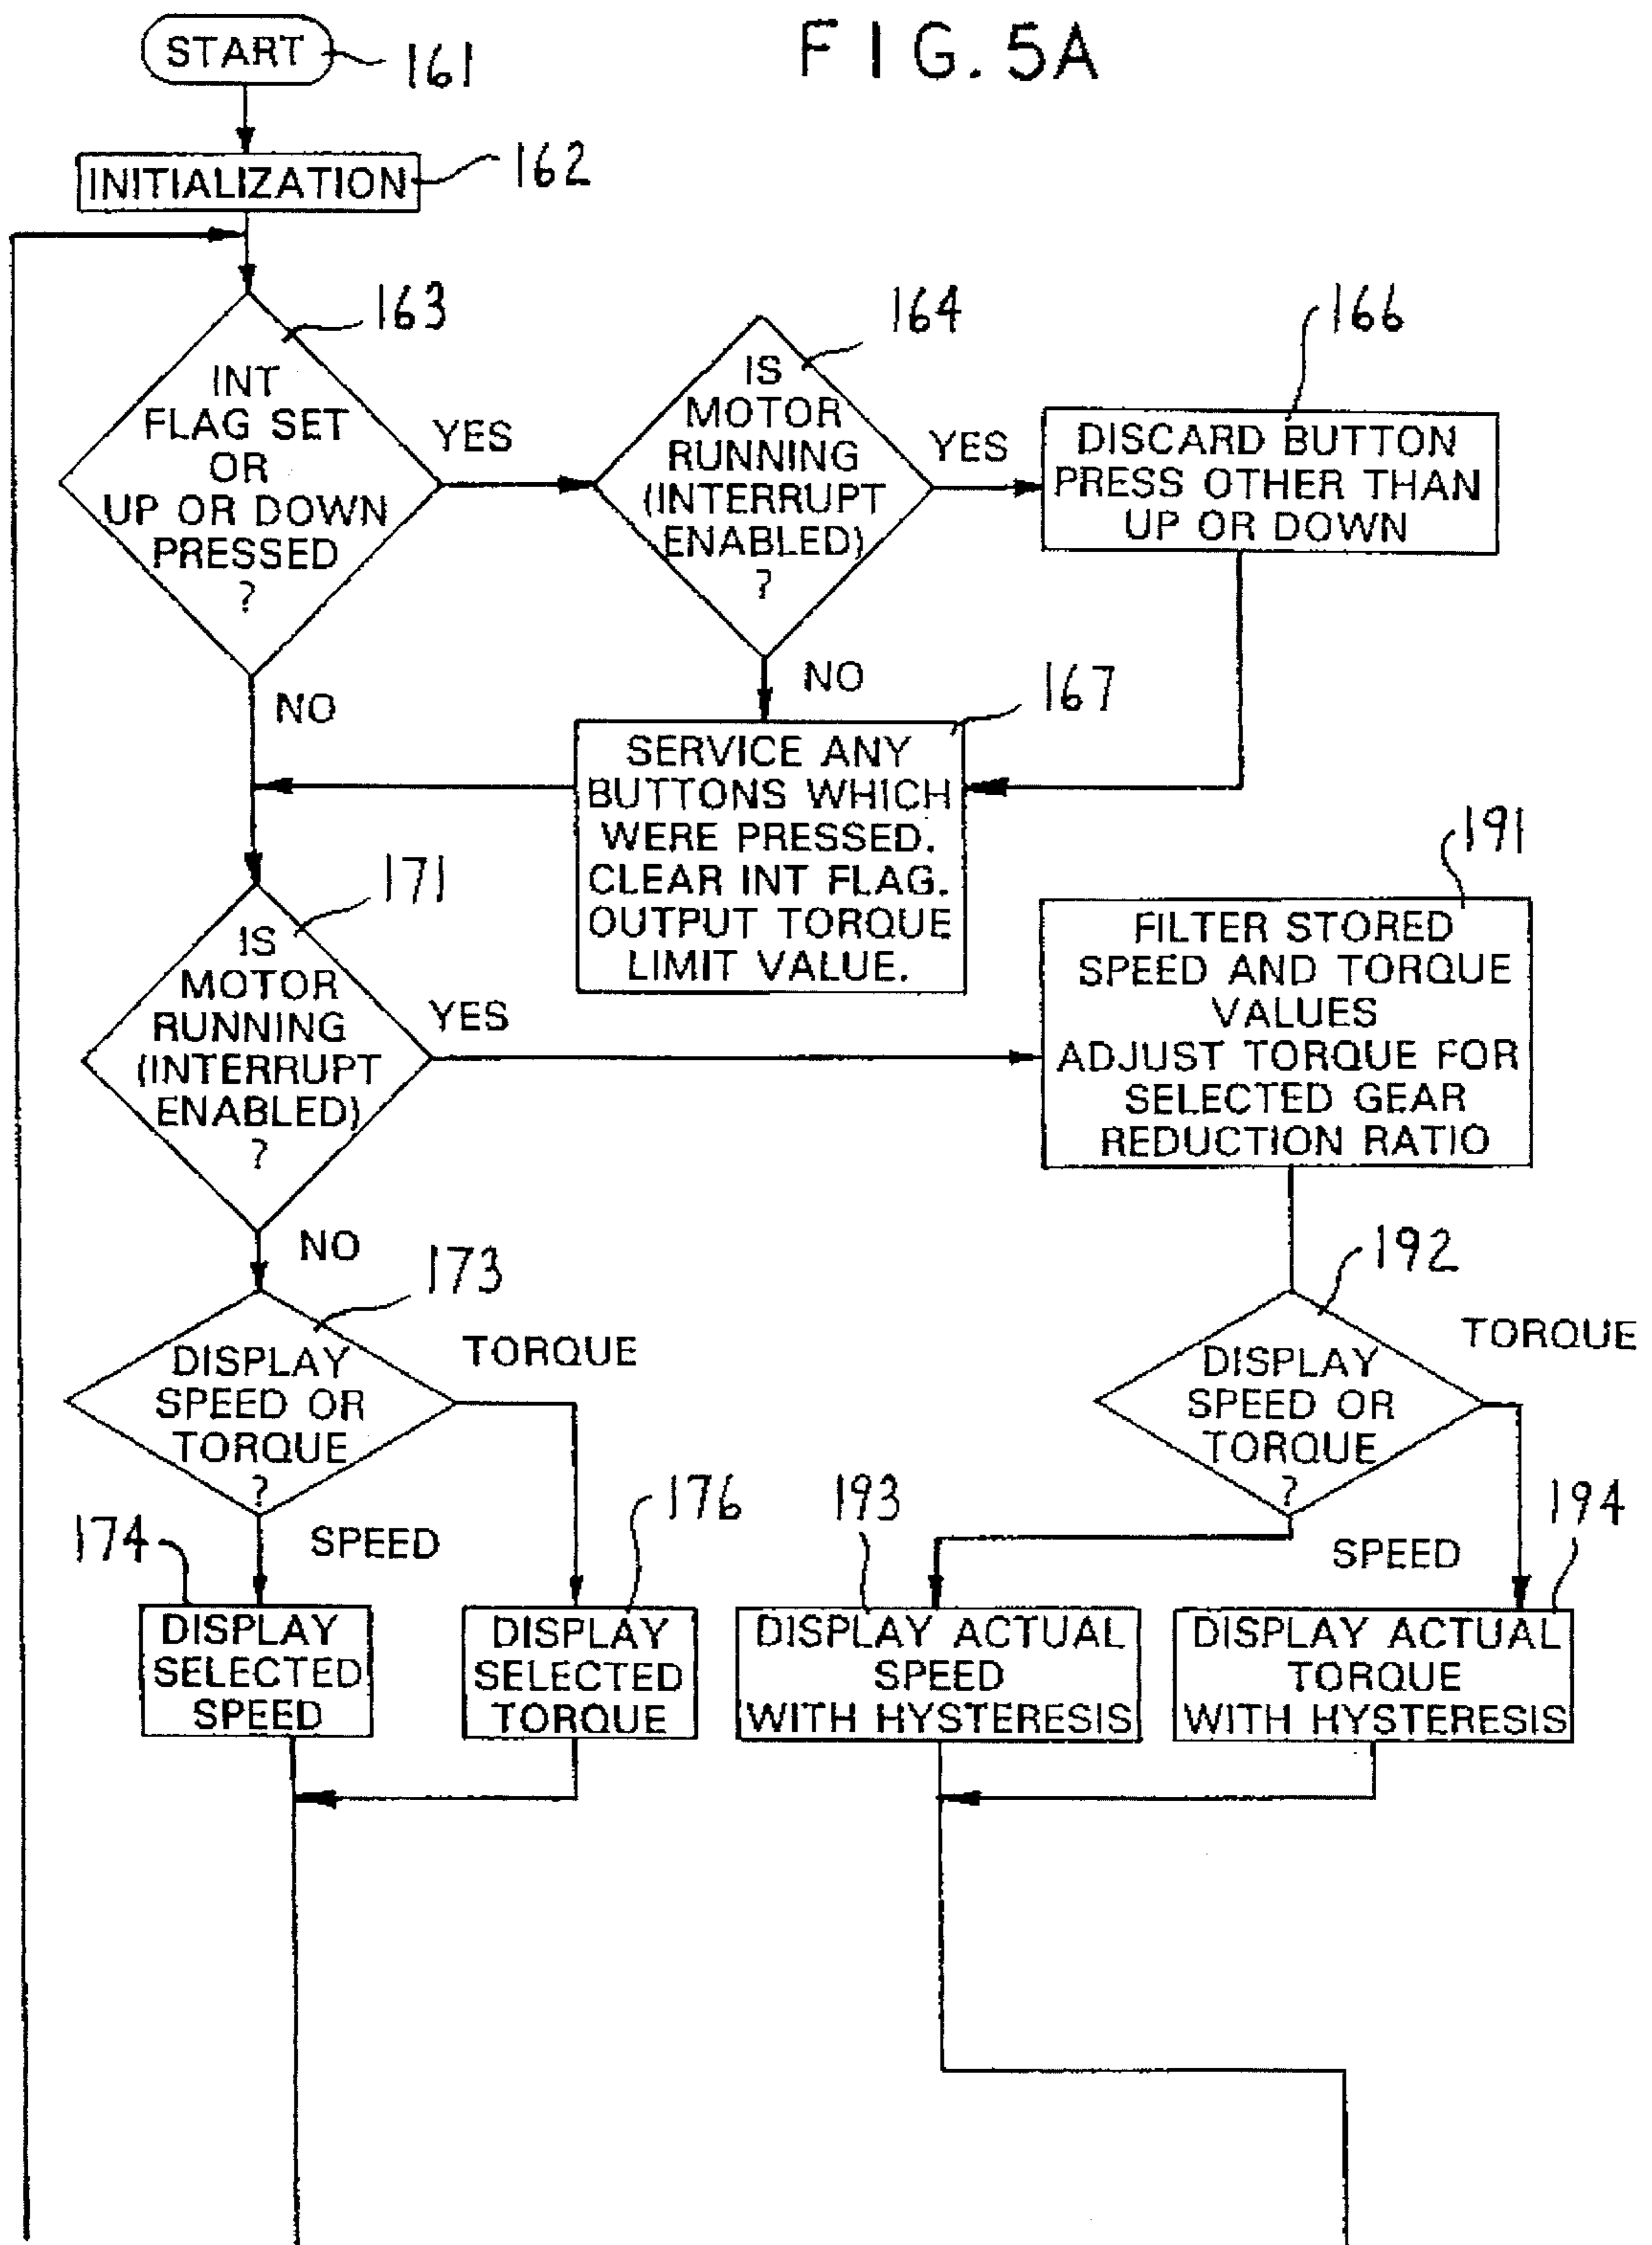 FIG. 5A
START
161
INITIALIZATION
162
163
INT
FLAG SET
OR
UP OR DOWN
PRESSED
?
YES
NO
164
IS
MOTOR
RUNNING
(INTERRUPT
ENABLED)
?
YES
NO
166
DISCARD BUTTON
PRESS OTHER THAN
UP OR DOWN
167
SERVICE ANY
BUTTONS WHICH
WERE PRESSED.
CLEAR INT FLAG.
OUTPUT TORQUE
LIMIT VALUE.
171
IS
MOTOR
RUNNING
(INTERRUPT
ENABLED)
?
YES
NO
191
FILTER STORED
SPEED AND TORQUE
VALUES
ADJUST TORQUE FOR
SELECTED GEAR
REDUCTION RATIO
173
DISPLAY
SPEED OR
TORQUE
?
TORQUE
SPEED
192
DISPLAY
SPEED OR
TORQUE
?
TORQUE
SPEED
174
DISPLAY
SELECTED
SPEED
176
DISPLAY
SELECTED
TORQUE
193
DISPLAY ACTUAL
SPEED
WITH HYSTERESIS
194
DISPLAY ACTUAL
TORQUE
WITH HYSTERESIS